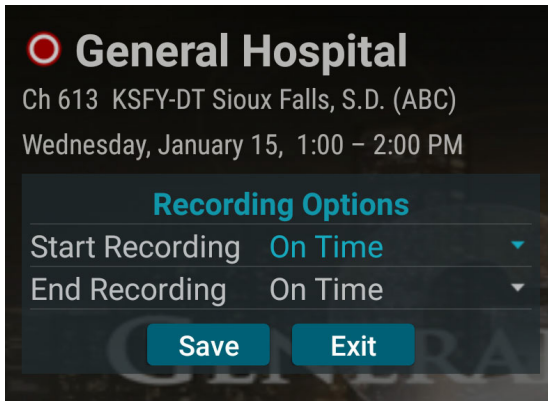 General Hospital
Ch 613 KSFY-DT Sioux Falls, S.D. (ABC)
Wednesday, January 15, 1:00 – 2:00 PM
Recording Options
Start Recording On Time
End Recording On Time
Save Exit
GENERAL